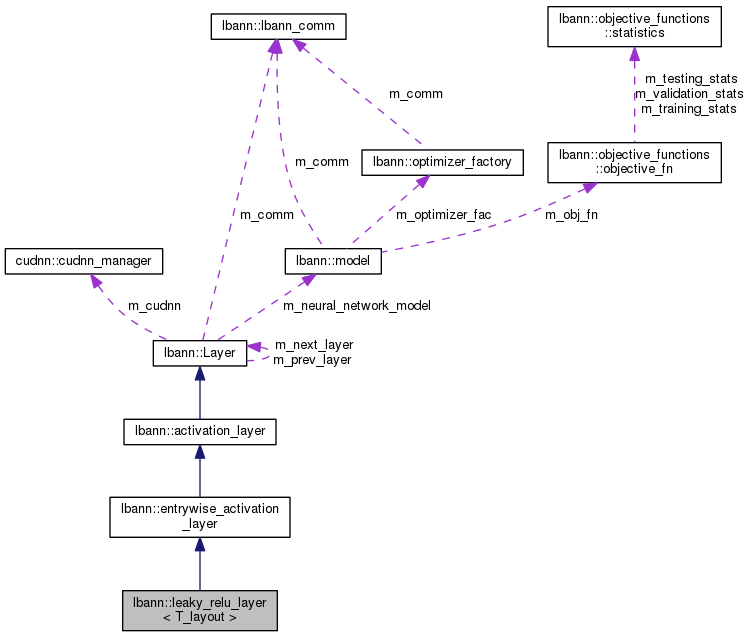 lbann::lbann_comm
lbann::objective_functions
::statistics
m_testing_stats
m_validation_stats
m_training_stats
m_comm
lbann::optimizer_factory
lbann::objective_functions
::objective_fn
m_comm
m_comm
m_optimizer_fac
m_obj_fn
cudnn::cudnn_manager
lbann::model
m_cudnn
m_neural_network_model
lbann::Layer
m_next_layer
m_prev_layer
lbann::activation_layer
lbann::entrywise_activation
_layer
lbann::leaky_relu_layer
< T_layout >